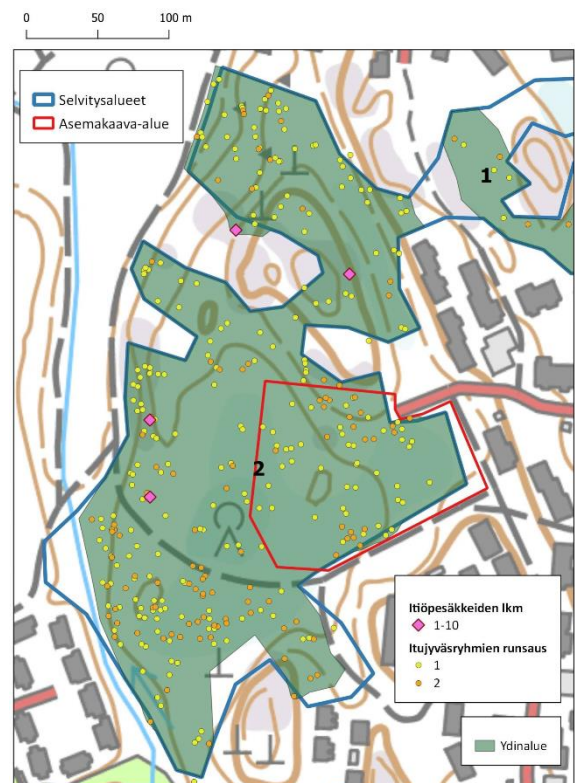 0 50 100 m
Selvitysalueet
Asemakaava-alue
1
2
Itiöpesäkkeiden lkm
1-10
Itujyväsryhmien runsaus
1
2
Ydinalue